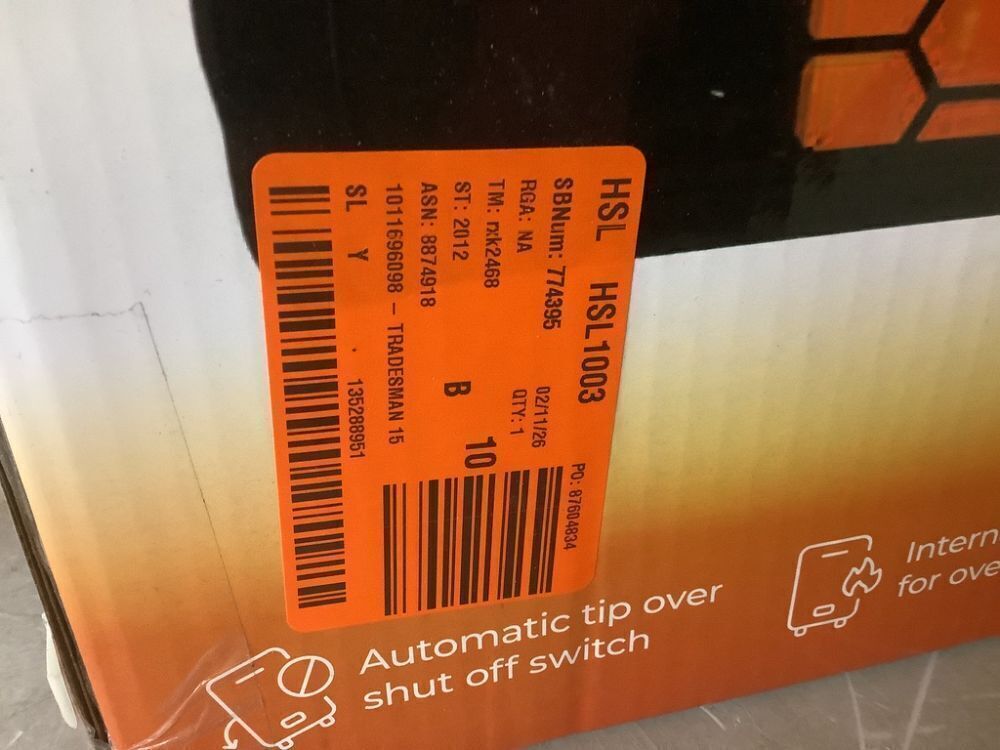 HSL HSL1003
SBNum: 774395 PO: 87604834
RGA: NA 02/11/26
TM: rxk2468 QTY: 1
ST: 2012 B 10
ASN: 8874918
1011696098 – TRADESMAN 15
SL Y 135288951
Automatic tip over
shut off switch
Intern
for ove